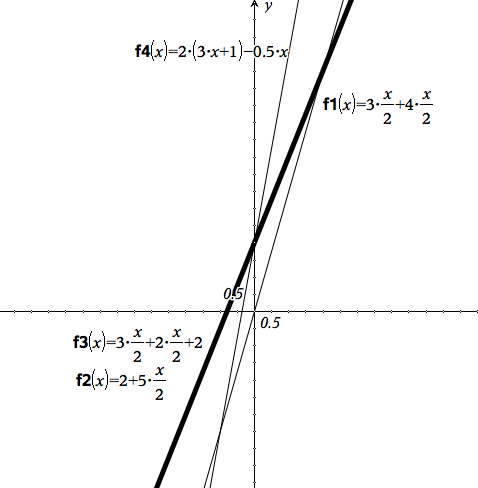 y
f4(x)=2·(3·x+1)−0.5·x
f1(x)=3·x/2+4·x/2
0.5
0.5
f3(x)=3·x/2+2·x/2+2
f2(x)=2+5·x/2